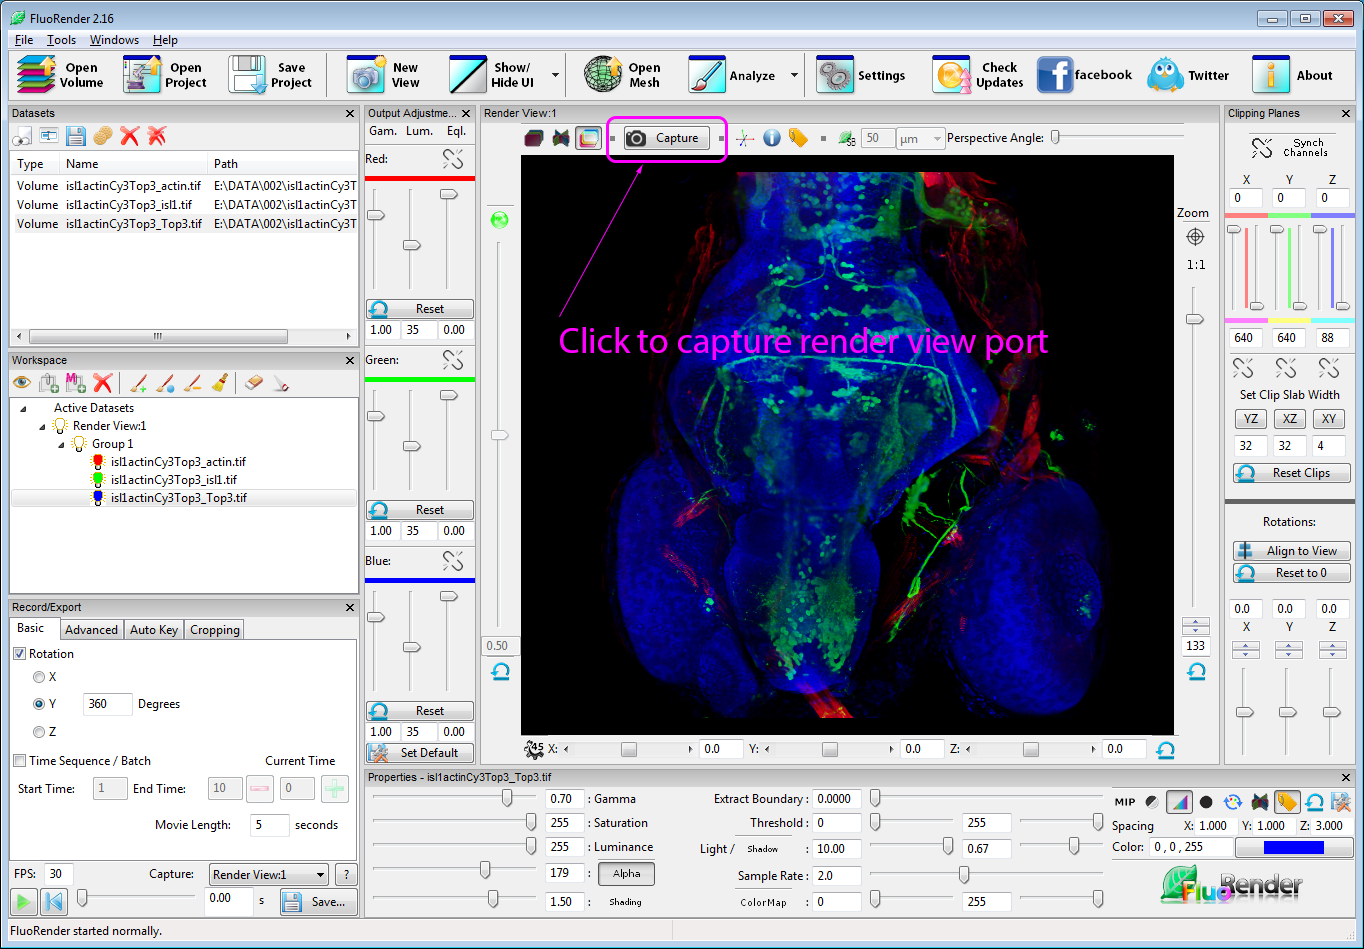 FluoRender 2.16
File Tools Windows Help
Open Volume
Open Project
Save Project
New View
Show/ Hide UI
Open Mesh
Analyze
Settings
Check Updates
facebook
Twitter
About
Datasets
Type Name Path
Volume isl1actinCy3Top3_actin.tif E:\DATA\002\isl1actinCy3T
Volume isl1actinCy3Top3_isl1.tif E:\DATA\002\isl1actinCy3T
Volume isl1actinCy3Top3_Top3.tif E:\DATA\002\isl1actinCy3T
Workspace
Active Datasets
Render View:1
Group 1
isl1actinCy3Top3_actin.tif
isl1actinCy3Top3_isl1.tif
isl1actinCy3Top3_Top3.tif
Record/Export
Basic Advanced Auto Key Cropping
Rotation
X
Y 360 Degrees
Z
Time Sequence / Batch Current Time
Start Time: 1 End Time: 10 0
Movie Length: 5 seconds
FPS: 30 Capture: Render View:1 ?
0.00 s Save...
Output Adjustme...
Gam. Lum. Eql.
Red:
Reset
1.00 35 0.00
Green:
Reset
1.00 35 0.00
Blue:
Reset
1.00 35 0.00
Set Default
Render View:1
Capture 50 µm Perspective Angle:
Click to capture render view port
0.50
Zoom
1:1
133
45 X: 0.0 Y: 0.0 Z: 0.0
Clipping Planes
Synch Channels
X Y Z
0 0 0
640 640 88
Set Clip Slab Width
YZ XZ XY
32 32 4
Reset Clips
Rotations:
Align to View
Reset to 0
0.0 0.0 0.0
X Y Z
Properties - isl1actinCy3Top3_Top3.tif
0.70 : Gamma Extract Boundary : 0.0000
255 : Saturation Threshold : 0 255
255 : Luminance Light / Shadow : 10.00 0.67
179 : Alpha Sample Rate : 2.0
1.50 : Shading ColorMap : 0 255
MIP
Spacing X: 1.000 Y: 1.000 Z: 3.000
Color: 0 , 0 , 255
FluoRender
FluoRender started normally.